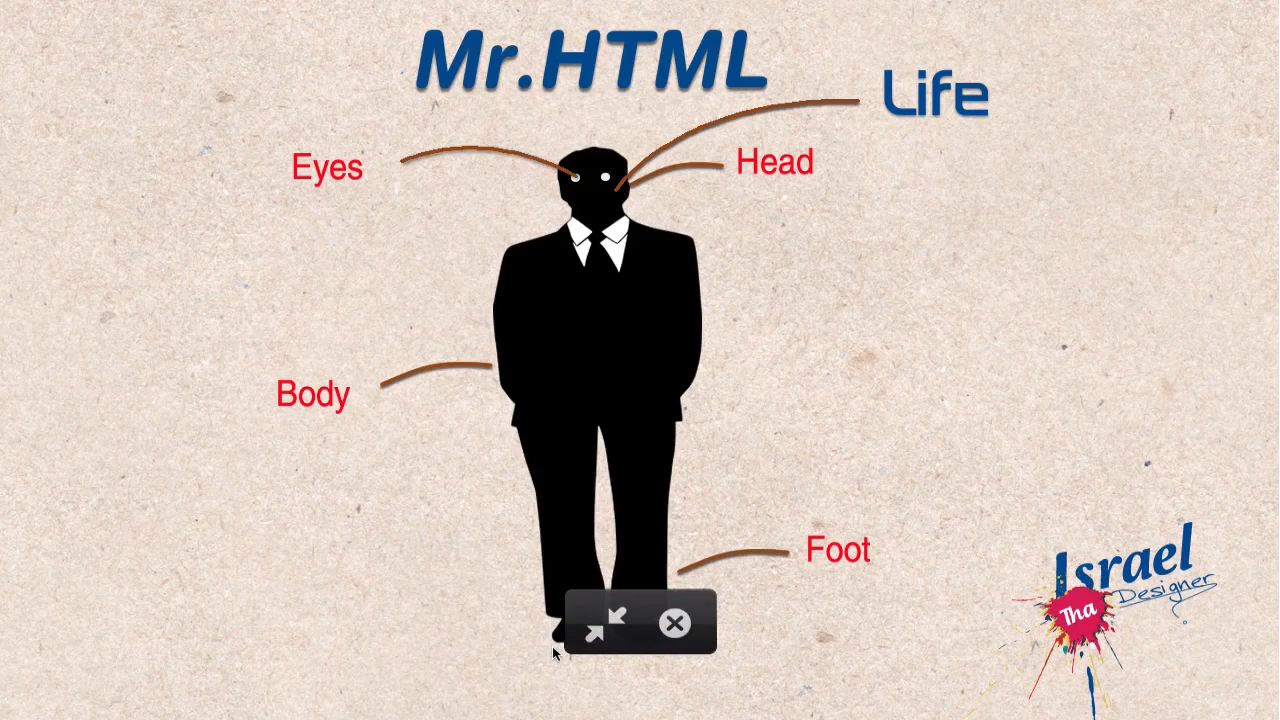 Mr.HTML
Life
Eyes
Head
Body
Foot
Israel
Tha
Designer